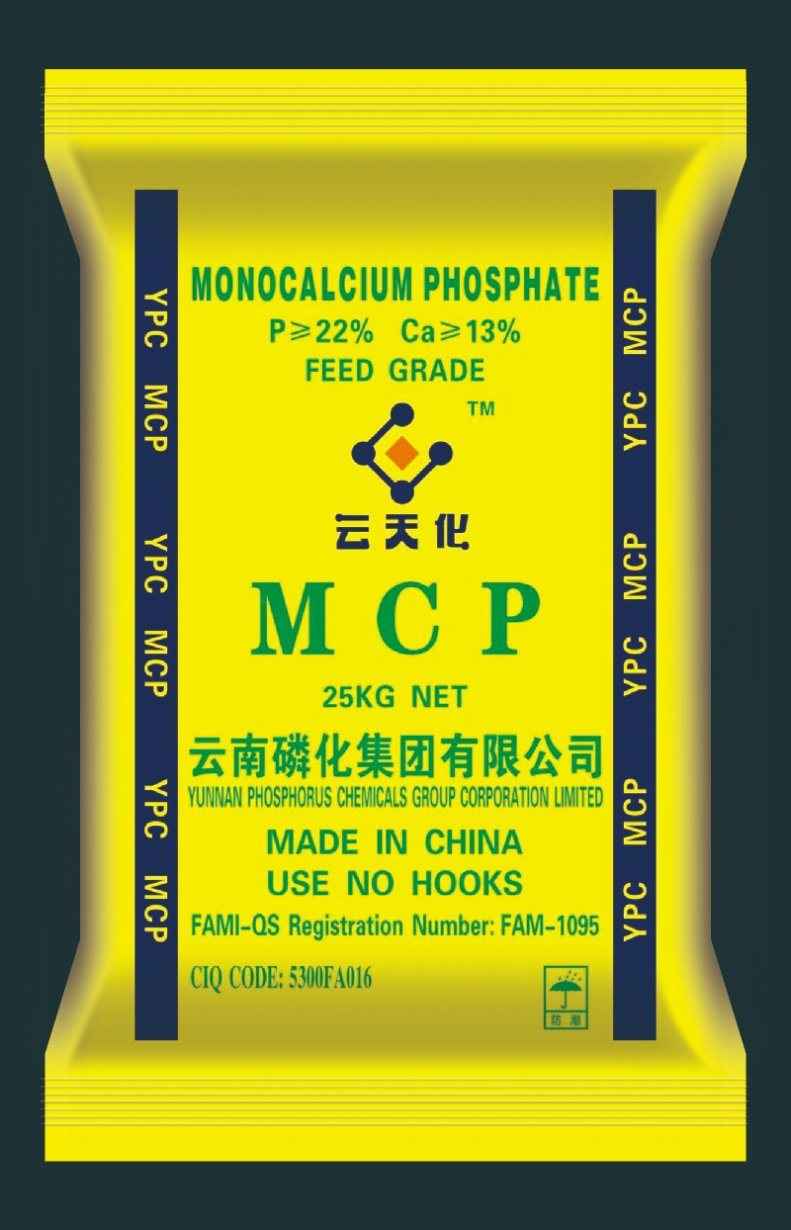 MONOCALCIUM PHOSPHATE
P≥22% Ca≥13%
FEED GRADE
TM
云天化
MCP
25KG NET
云南磷化集团有限公司
YUNNAN PHOSPHORUS CHEMICALS GROUP CORPORATION LIMITED
MADE IN CHINA
USE NO HOOKS
FAMI-QS Registration Number: FAM-1095
CIQ CODE: 5300FA016
防潮
YPC MCP YPC MCP YPC MCP
YPC MCP YPC MCP YPC MCP